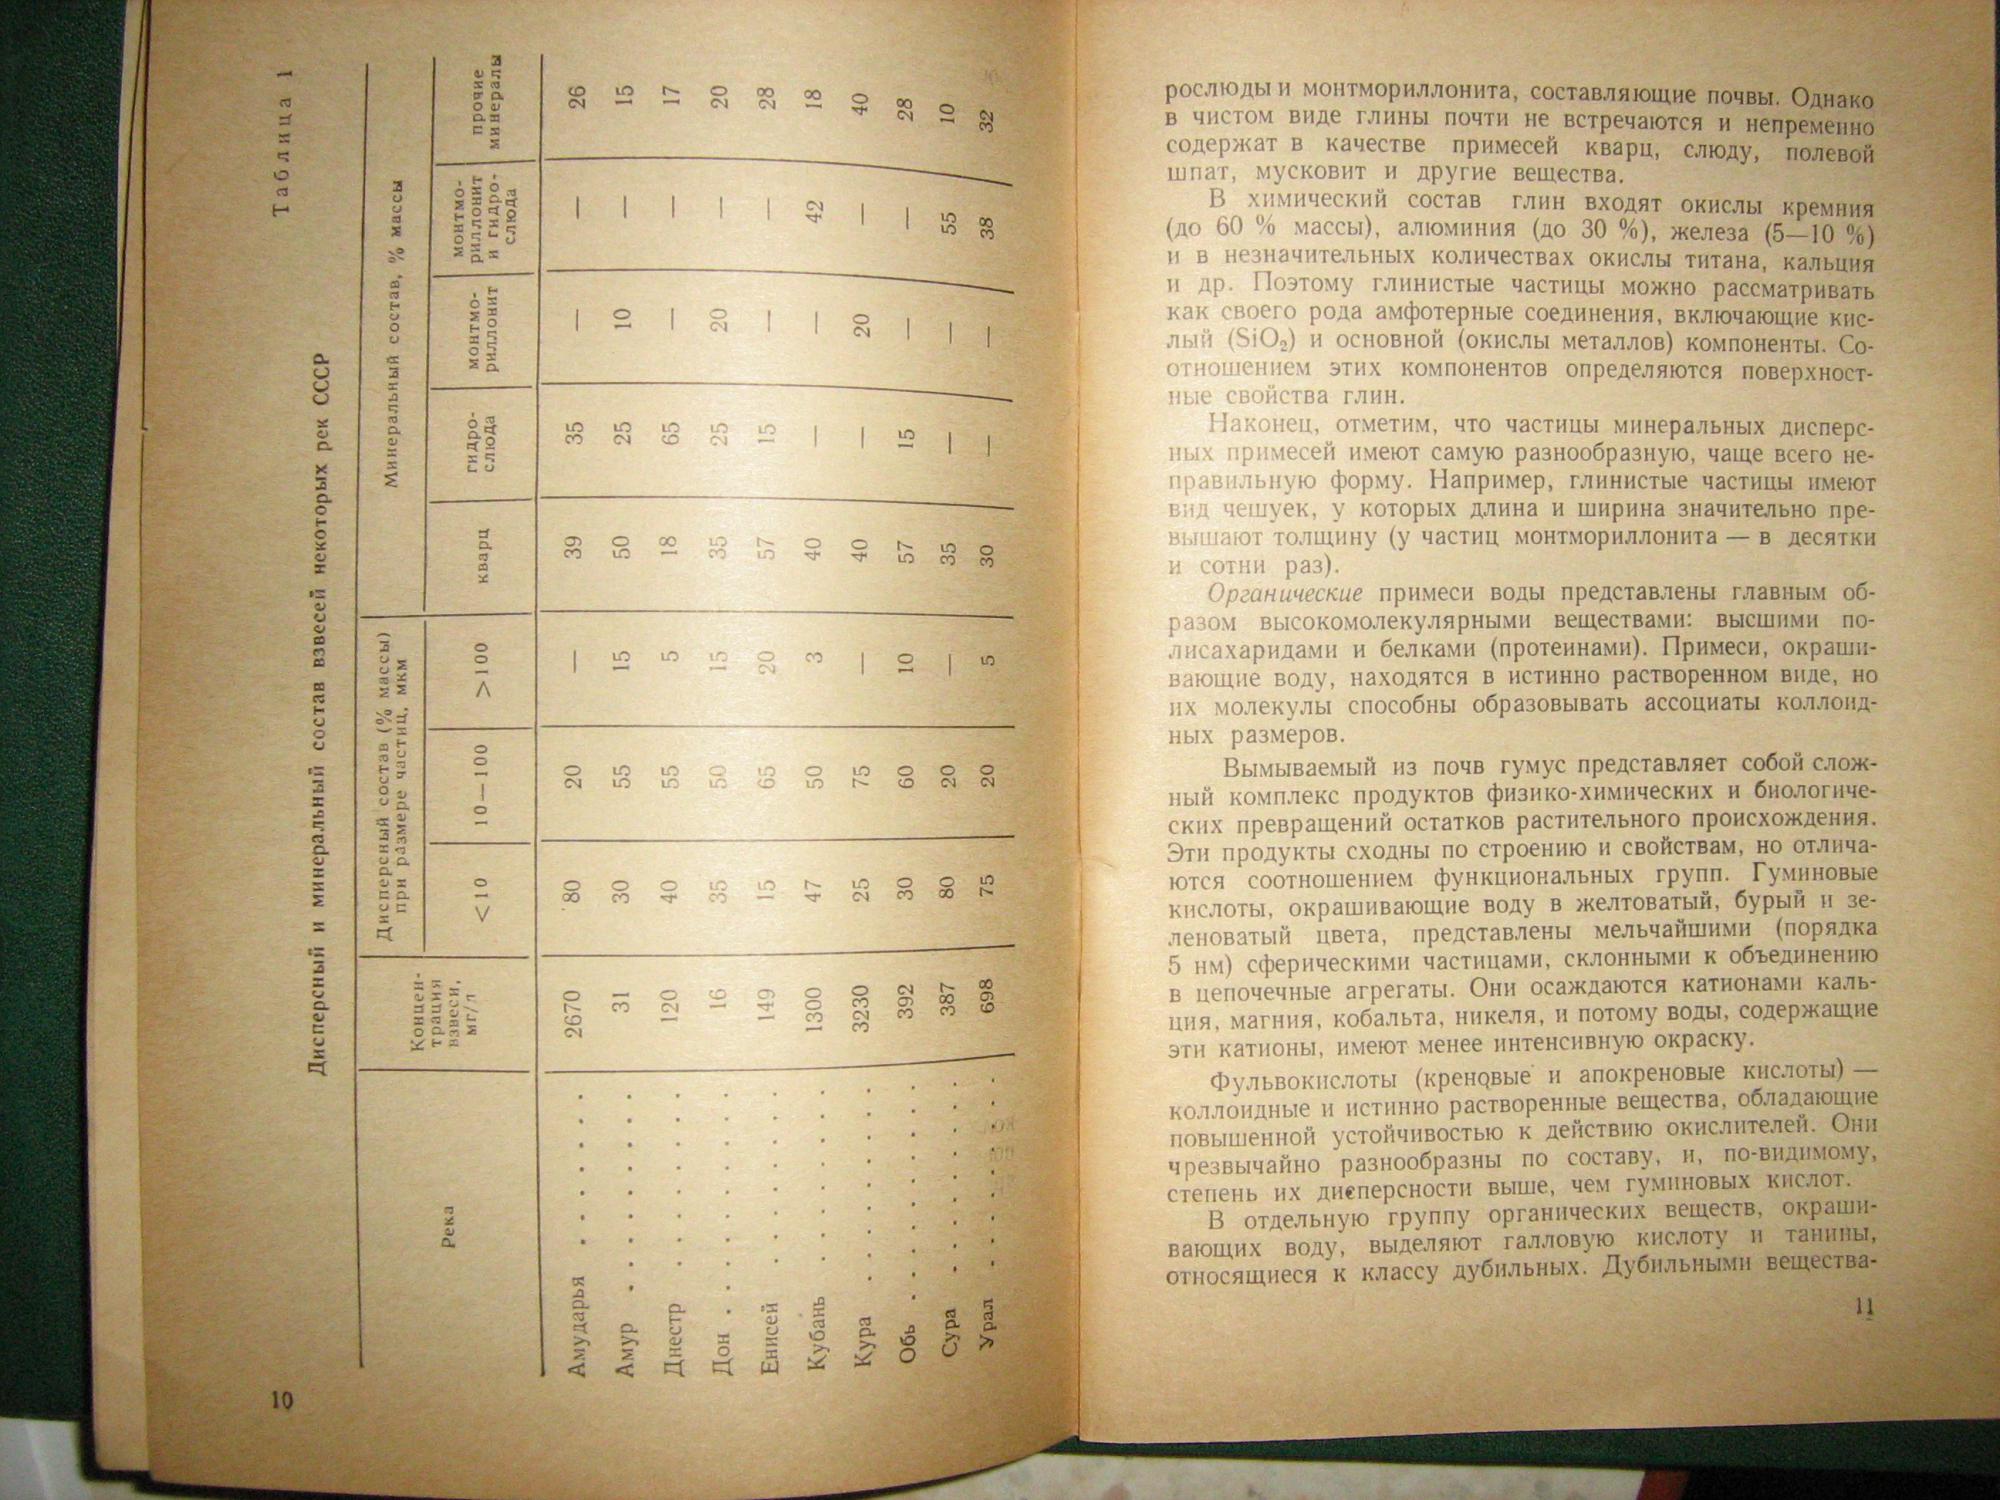 10
Таблица 1
Дисперсный и минеральный состав взвесей некоторых рек СССР
Река
Концен-
трация
взвеси,
мг/л
Дисперсный состав (% массы)
при размере частиц, мкм
Минеральный состав, % массы
<10
10—100
>100
кварц
гидро-
слюда
монтмо-
риллонит
монтмо-
риллонит
и гидро-
слюда
прочие
минералы
Амударья . . . . . . . 2670 80 20 — 39 35 — — 26
Амур . . . . . . . . . 31 30 55 15 50 25 10 — 15
Днестр . . . . . . . . 120 40 55 5 18 65 — — 17
Дон . . . . . . . . . 16 35 50 15 35 25 20 — 20
Енисей . . . . . . . . 149 15 65 20 57 15 — — 28
Кубань . . . . . . . . 1300 47 50 3 40 — — 42 18
Кура . . . . . . . . . 3230 25 75 — 40 — 20 — 40
Обь . . . . . . . . . 392 30 60 10 57 15 — — 28
Сура . . . . . . . . . 387 80 20 — 35 — — 55 10
Урал . . . . . . . . . 698 75 20 5 30 — — 38 32
рослюды и монтмориллонита, составляющие почвы. Однако
в чистом виде глины почти не встречаются и непременно
содержат в качестве примесей кварц, слюду, полевой
шпат, мусковит и другие вещества.
В химический состав глин входят окислы кремния
(до 60 % массы), алюминия (до 30 %), железа (5—10 %)
и в незначительных количествах окислы титана, кальция
и др. Поэтому глинистые частицы можно рассматривать
как своего рода амфотерные соединения, включающие кис-
лый (SiO₂) и основной (окислы металлов) компоненты. Со-
отношением этих компонентов определяются поверхност-
ные свойства глин.
Наконец, отметим, что частицы минеральных дисперс-
ных примесей имеют самую разнообразную, чаще всего не-
правильную форму. Например, глинистые частицы имеют
вид чешуек, у которых длина и ширина значительно пре-
вышают толщину (у частиц монтмориллонита — в десятки
и сотни раз).
Органические примеси воды представлены главным об-
разом высокомолекулярными веществами: высшими по-
лисахаридами и белками (протеинами). Примеси, окраши-
вающие воду, находятся в истинно растворенном виде, но
их молекулы способны образовывать ассоциаты коллоид-
ных размеров.
Вымываемый из почв гумус представляет собой слож-
ный комплекс продуктов физико-химических и биологиче-
ских превращений остатков растительного происхождения.
Эти продукты сходны по строению и свойствам, но отлича-
ются соотношением функциональных групп. Гуминовые
кислоты, окрашивающие воду в желтоватый, бурый и зе-
леноватый цвета, представлены мельчайшими (порядка
5 нм) сферическими частицами, склонными к объединению
в цепочечные агрегаты. Они осаждаются катионами каль-
ция, магния, кобальта, никеля, и потому воды, содержащие
эти катионы, имеют менее интенсивную окраску.
Фульвокислоты (креновые и апокреновые кислоты) —
коллоидные и истинно растворенные вещества, обладающие
повышенной устойчивостью к действию окислителей. Они
чрезвычайно разнообразны по составу, и, по-видимому,
степень их дисперсности выше, чем гуминовых кислот.
В отдельную группу органических веществ, окраши-
вающих воду, выделяют галловую кислоту и танины,
относящиеся к классу дубильных. Дубильными вещества-
11